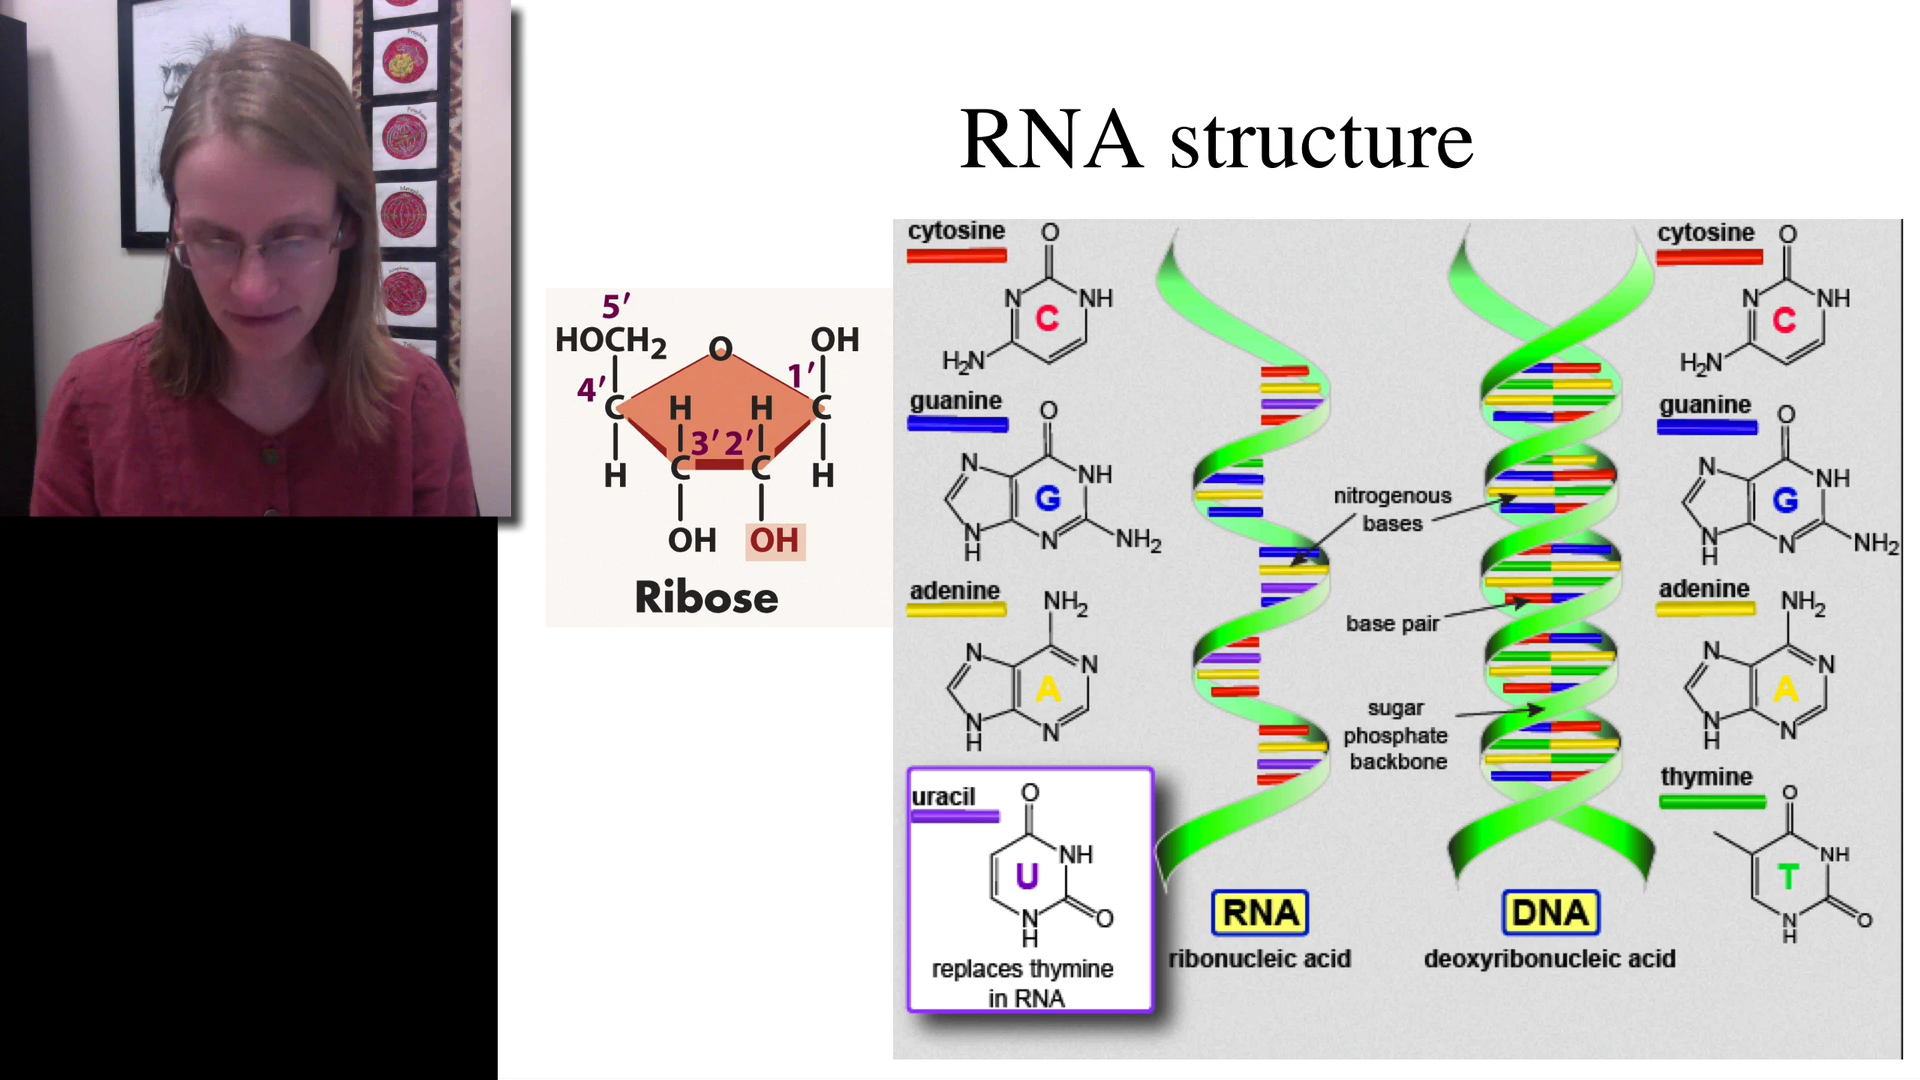 RNA structure
5′
HOCH2
O
OH
4′
1′
C
H
H
C
3′
2′
H
C
C
H
OH
OH
Ribose
cytosine
O
N
NH
C
H2N
guanine
O
N
NH
G
N
H
N
NH2
adenine
NH2
N
N
A
N
H
N
uracil
O
NH
U
N
H
O
replaces thymine
in RNA
nitrogenous
bases
base pair
sugar
phosphate
backbone
RNA
ribonucleic acid
DNA
deoxyribonucleic acid
cytosine
O
N
NH
C
H2N
guanine
O
N
NH
G
N
H
N
NH2
adenine
NH2
N
N
A
N
H
N
thymine
O
NH
T
N
H
O